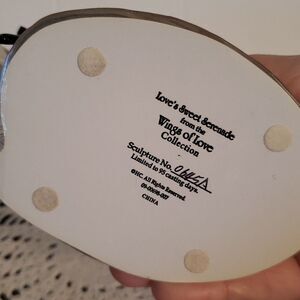 Love's Sweet Serenade
from the
Wings of Love
Collection
Sculpture No.
Limited to 95 casting days.
©HC. All Rights Reserved.
CHINA